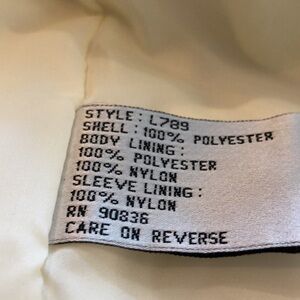 STYLE: L789
SHELL: 100% POLYESTER
BODY LINING:
100% POLYESTER
100% NYLON
SLEEVE LINING:
100% NYLON
RN 90836
CARE ON REVERSE